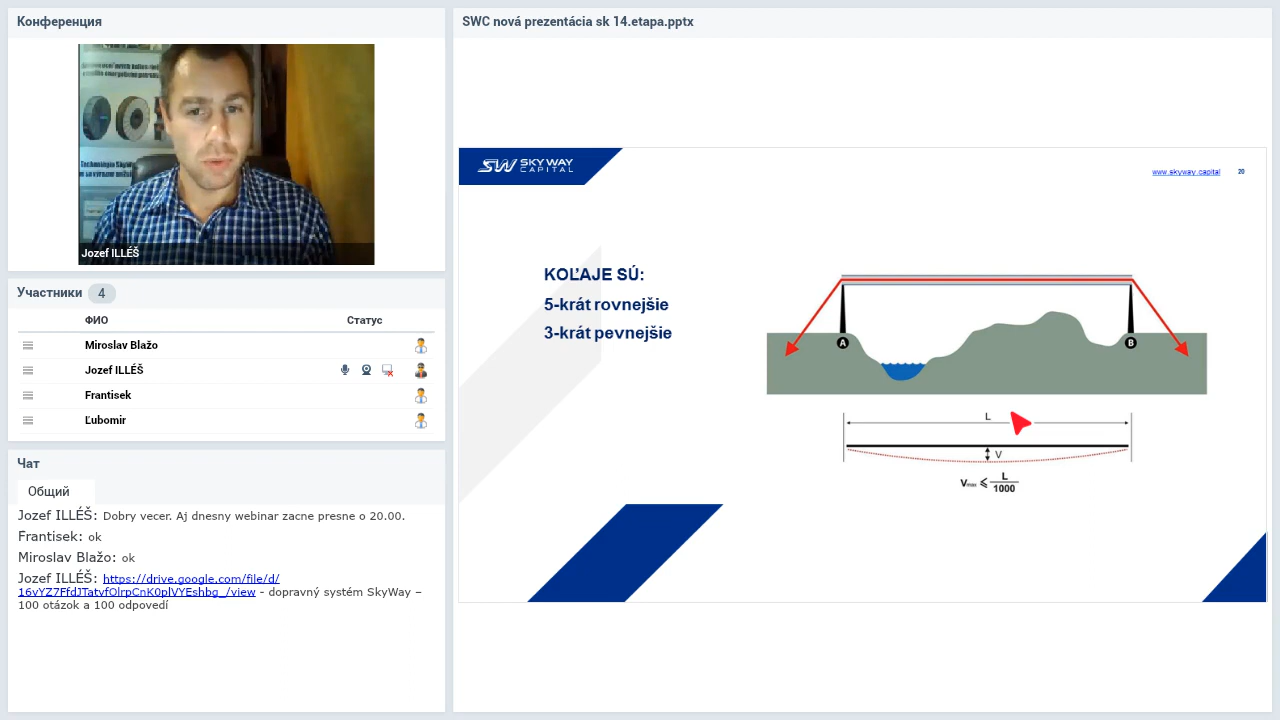 Конференция
Jozef ILLÉŠ
Участники 4
ФИО Статус
Miroslav Blažo
Jozef ILLÉŠ
Frantisek
Ľubomir
Чат
Общий
Jozef ILLÉŠ: Dobry vecer. Aj dnesny webinar zacne presne o 20.00.
Frantisek: ok
Miroslav Blažo: ok
Jozef ILLÉŠ: https://drive.google.com/file/d/
16vYZ7FfdJTatvfOlrpCnK0plVYEshbg_/view - dopravný systém SkyWay –
100 otázok a 100 odpovedí
SWC nová prezentácia sk 14.etapa.pptx
SW SKY WAY
CAPITAL
www.skyway.capital 20
KOĽAJE SÚ:
5-krát rovnejšie
3-krát pevnejšie
A B
L
V
Vmax ⩽ L
1000